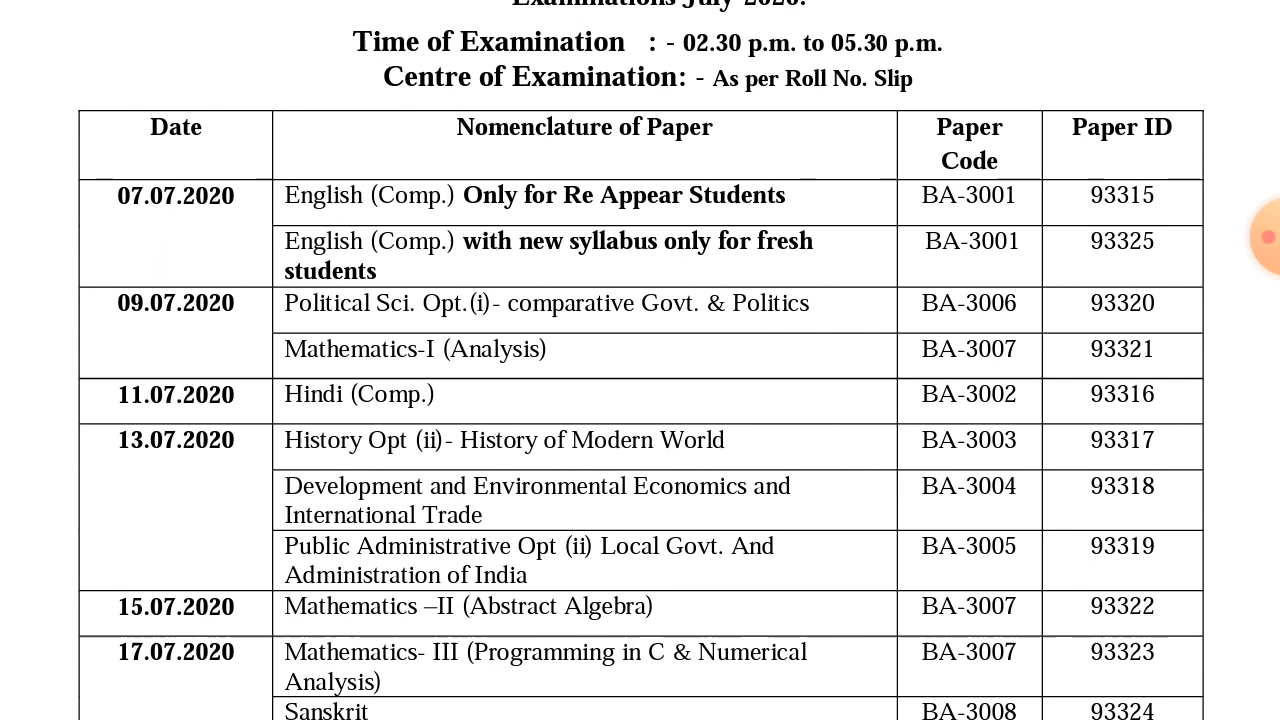 Examinations July-2020.
Time of Examination : - 02.30 p.m. to 05.30 p.m.
Centre of Examination: - As per Roll No. Slip
Date Nomenclature of Paper Paper Code Paper ID
07.07.2020 English (Comp.) Only for Re Appear Students BA-3001 93315
English (Comp.) with new syllabus only for fresh BA-3001 93325
students
09.07.2020 Political Sci. Opt.(i)- comparative Govt. & Politics BA-3006 93320
Mathematics-I (Analysis) BA-3007 93321
11.07.2020 Hindi (Comp.) BA-3002 93316
13.07.2020 History Opt (ii)- History of Modern World BA-3003 93317
Development and Environmental Economics and BA-3004 93318
International Trade
Public Administrative Opt (ii) Local Govt. And BA-3005 93319
Administration of India
15.07.2020 Mathematics –II (Abstract Algebra) BA-3007 93322
17.07.2020 Mathematics- III (Programming in C & Numerical BA-3007 93323
Analysis)
Sanskrit BA-3008 93324